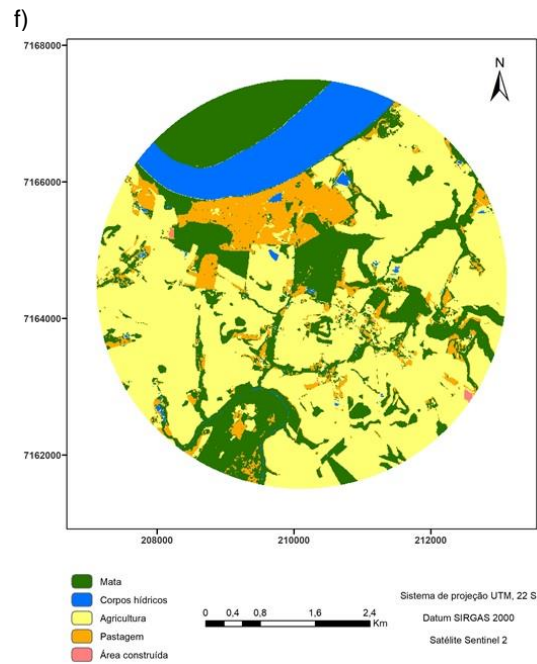 f)
7168000
N
7166000
7164000
7162000
208000 210000 212000
Mata
Corpos hídricos
Agricultura
Pastagem
Área construída
0 0,4 0,8 1,6 2,4
Km
Sistema de projeção UTM, 22 S
Datum SIRGAS 2000
Satélite Sentinel 2